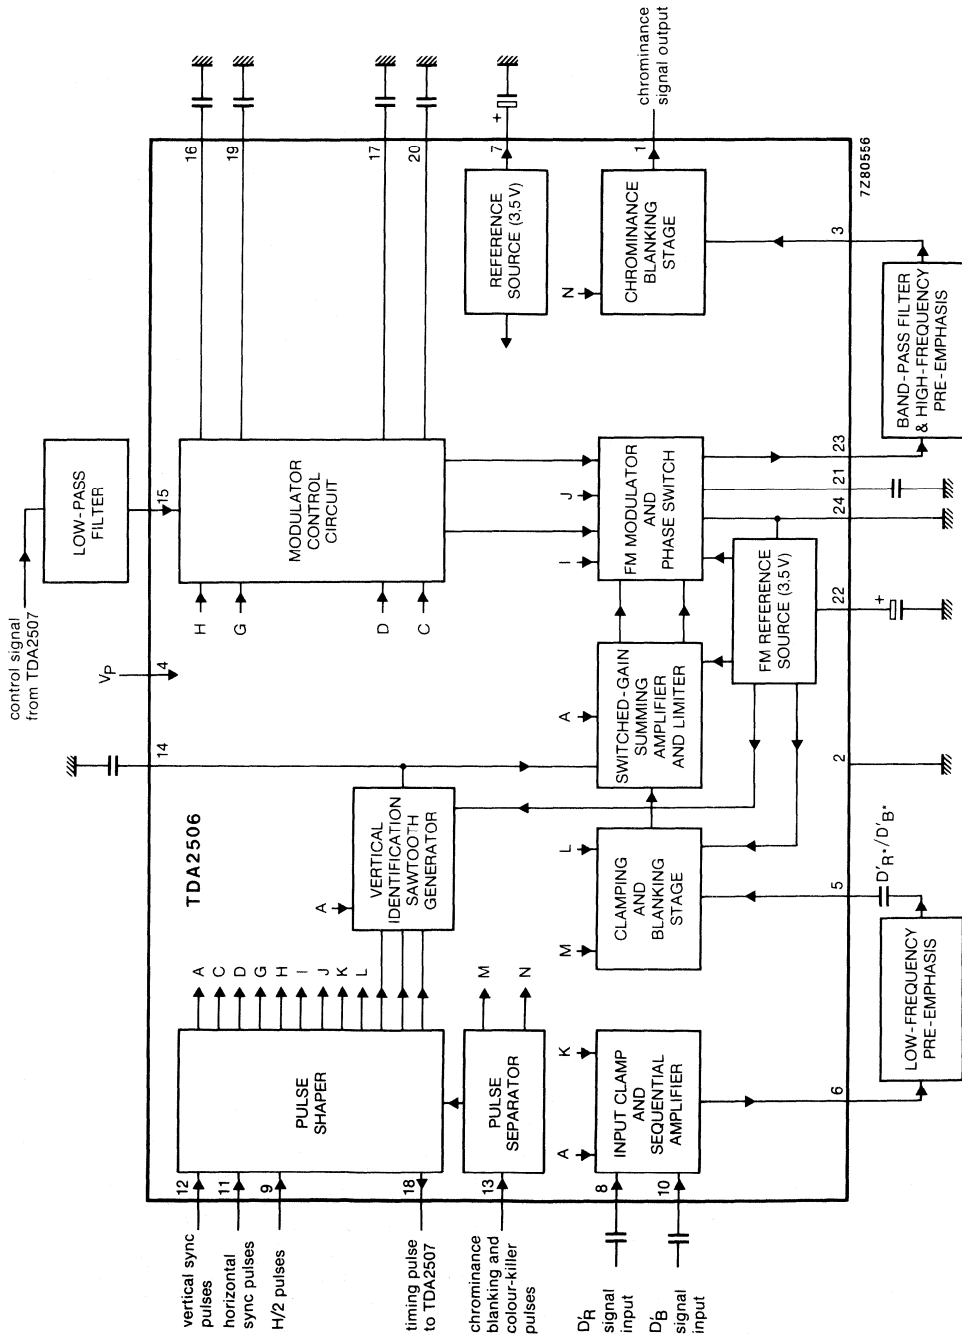 control signal
from TDA2507
LOW-PASS
FILTER
15
VP
4
14
TDA2506
16
19
17
20
+
7
1
chrominance
signal output
MODULATOR
CONTROL
CIRCUIT
H
G
D
C
REFERENCE
SOURCE (3,5 V)
N
CHROMINANCE
BLANKING
STAGE
3
7Z80556
BAND-PASS FILTER
& HIGH-FREQUENCY
PRE-EMPHASIS
I
J
FM MODULATOR
AND
PHASE SWITCH
23
21
24
FM REFERENCE
SOURCE (3,5 V)
22
+
A
SWITCHED-GAIN
SUMMING
AMPLIFIER
AND LIMITER
2
A
VERTICAL
IDENTIFICATION
SAWTOOTH
GENERATOR
M
L
CLAMPING
AND
BLANKING
STAGE
5
D'R*/D'B*
LOW-FREQUENCY
PRE-EMPHASIS
A
C
D
G
H
I
J
K
L
M
N
PULSE
SHAPER
PULSE
SEPARATOR
A
K
INPUT CLAMP
AND
SEQUENTIAL
AMPLIFIER
6
12
11
9
18
13
8
10
vertical sync
pulses
horizontal
sync pulses
H/2 pulses
timing pulse
to TDA2507
chrominance
blanking and
colour-killer
pulses
D'R
signal
input
D'B
signal
input